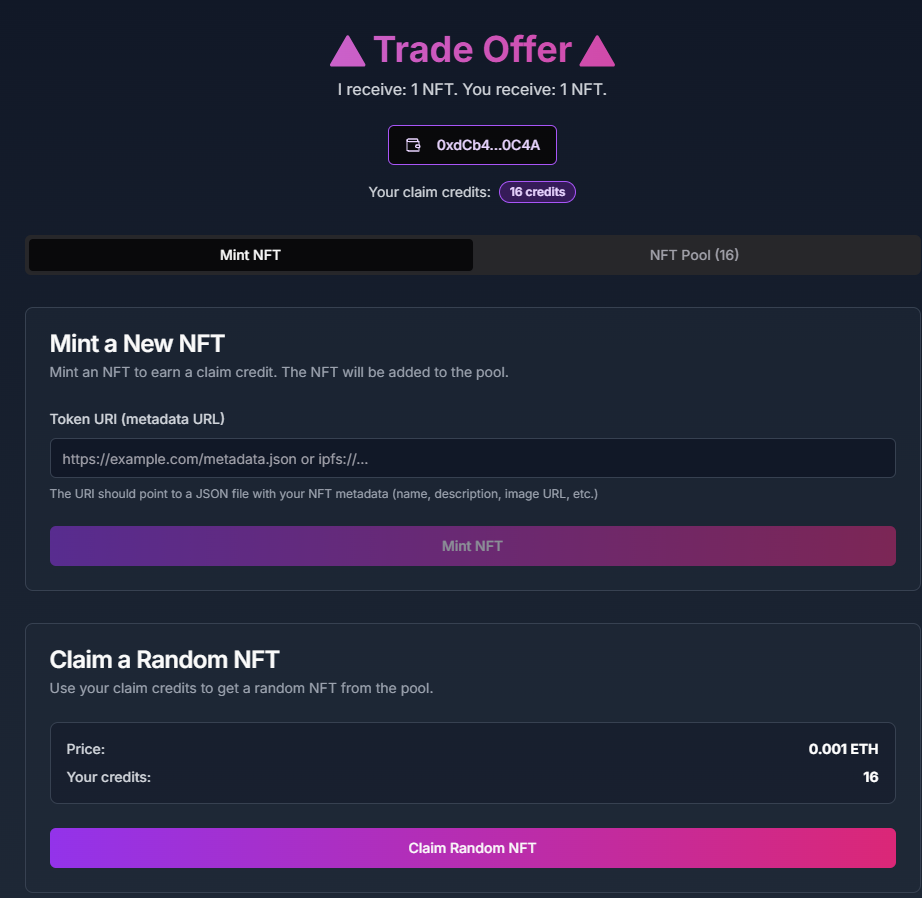 Trade Offer
I receive: 1 NFT. You receive: 1 NFT.
0xdCb4...0C4A
Your claim credits: 16 credits
Mint NFT NFT Pool (16)
Mint a New NFT
Mint an NFT to earn a claim credit. The NFT will be added to the pool.
Token URI (metadata URL)
https://example.com/metadata.json or ipfs://...
The URI should point to a JSON file with your NFT metadata (name, description, image URL, etc.)
Mint NFT
Claim a Random NFT
Use your claim credits to get a random NFT from the pool.
Price: 0.001 ETH
Your credits: 16
Claim Random NFT